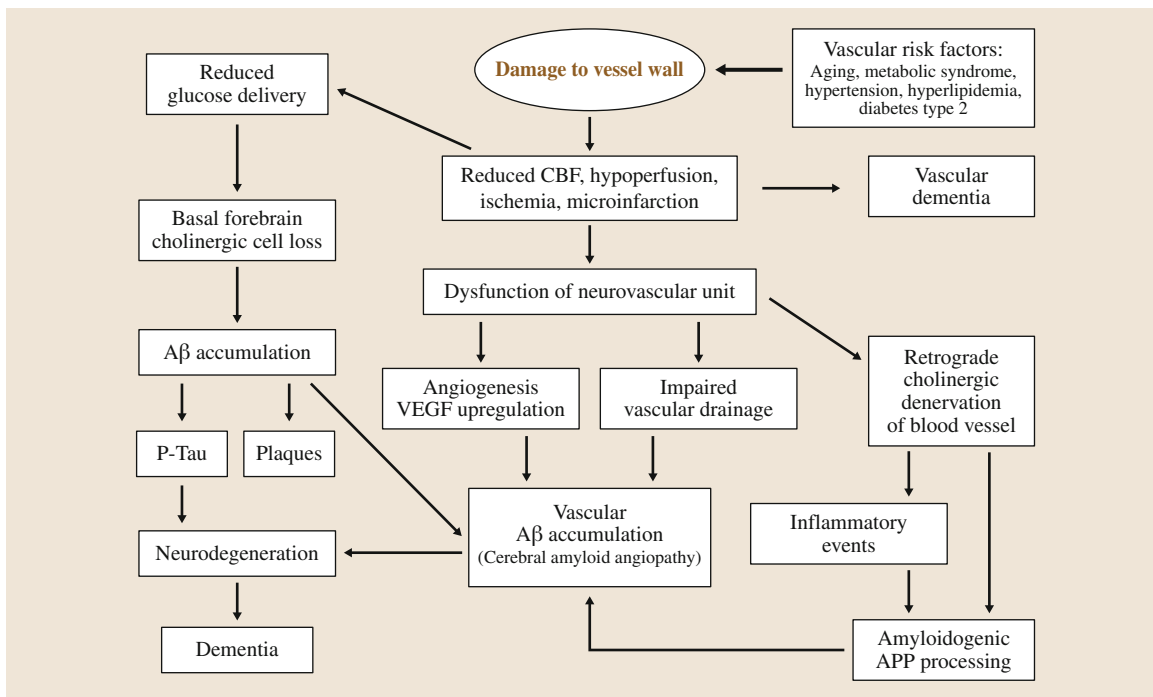 Reduced
glucose delivery
Damage to vessel wall
Vascular risk factors:
Aging, metabolic syndrome,
hypertension, hyperlipidemia,
diabetes type 2
Reduced CBF, hypoperfusion,
ischemia, microinfarction
Vascular
dementia
Basal forebrain
cholinergic cell loss
Dysfunction of neurovascular unit
Aβ accumulation
Angiogenesis
VEGF upregulation
Impaired
vascular drainage
Retrograde
cholinergic
denervation
of blood vessel
P-Tau
Plaques
Vascular
Aβ accumulation
(Cerebral amyloid angiopathy)
Inflammatory
events
Neurodegeneration
Dementia
Amyloidogenic
APP processing